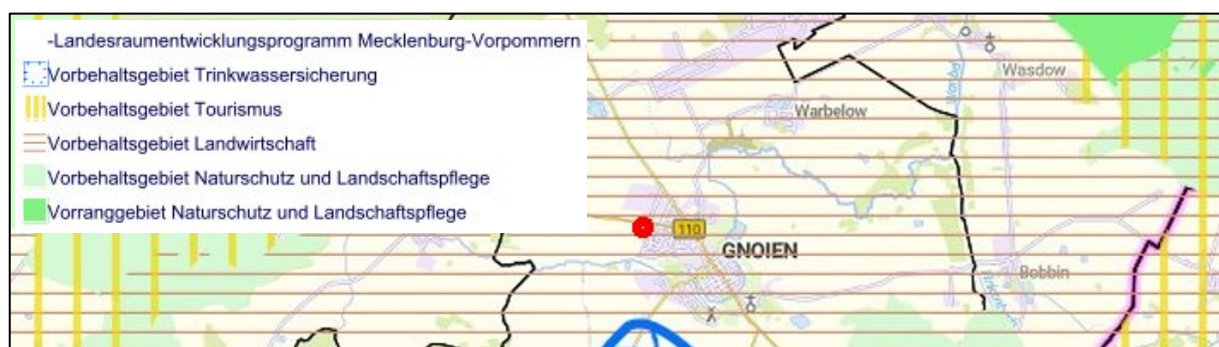 -Landesraumentwicklungsprogramm Mecklenburg-Vorpommern
Vorbehaltsgebiet Trinkwassersicherung
Vorbehaltsgebiet Tourismus
Vorbehaltsgebiet Landwirtschaft
Vorbehaltsgebiet Naturschutz und Landschaftspflege
Vorranggebiet Naturschutz und Landschaftspflege
Wasdow
Warbelow
Warbel
110
GNOIEN
Bobbin